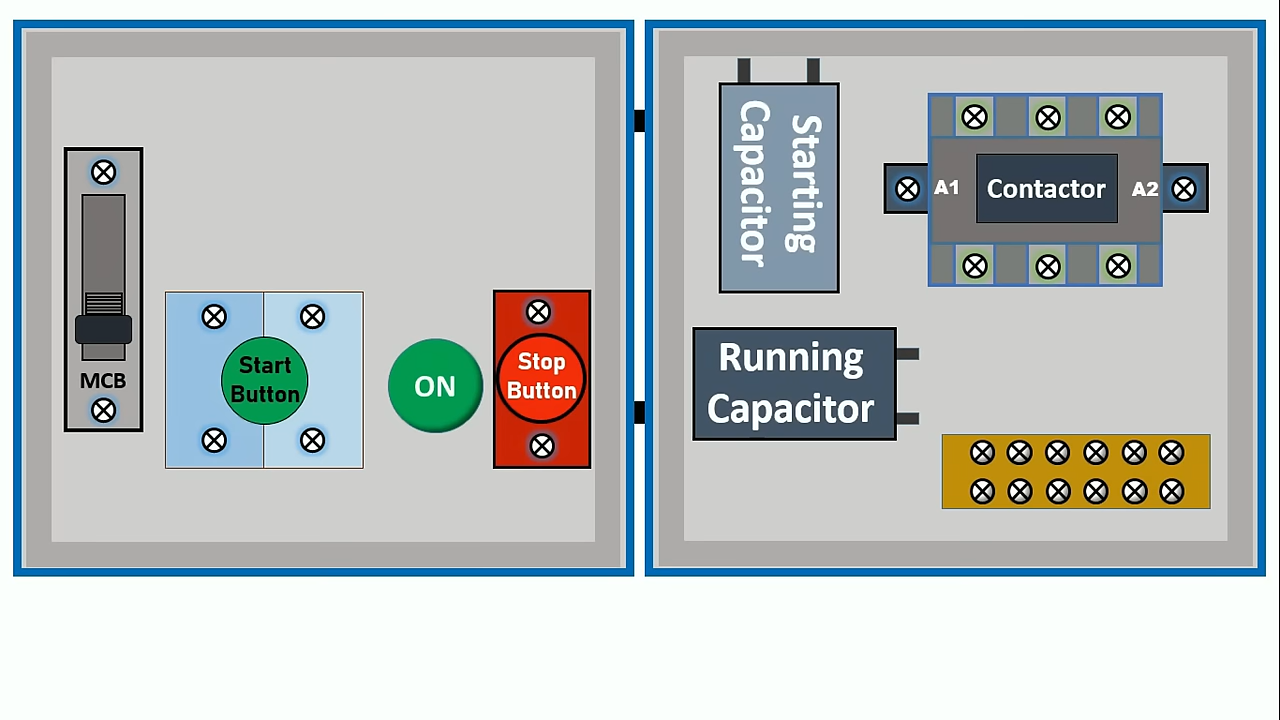 MCB
Start
Button
ON
Stop
Button
Starting
Capacitor
A1
Contactor
A2
Running
Capacitor